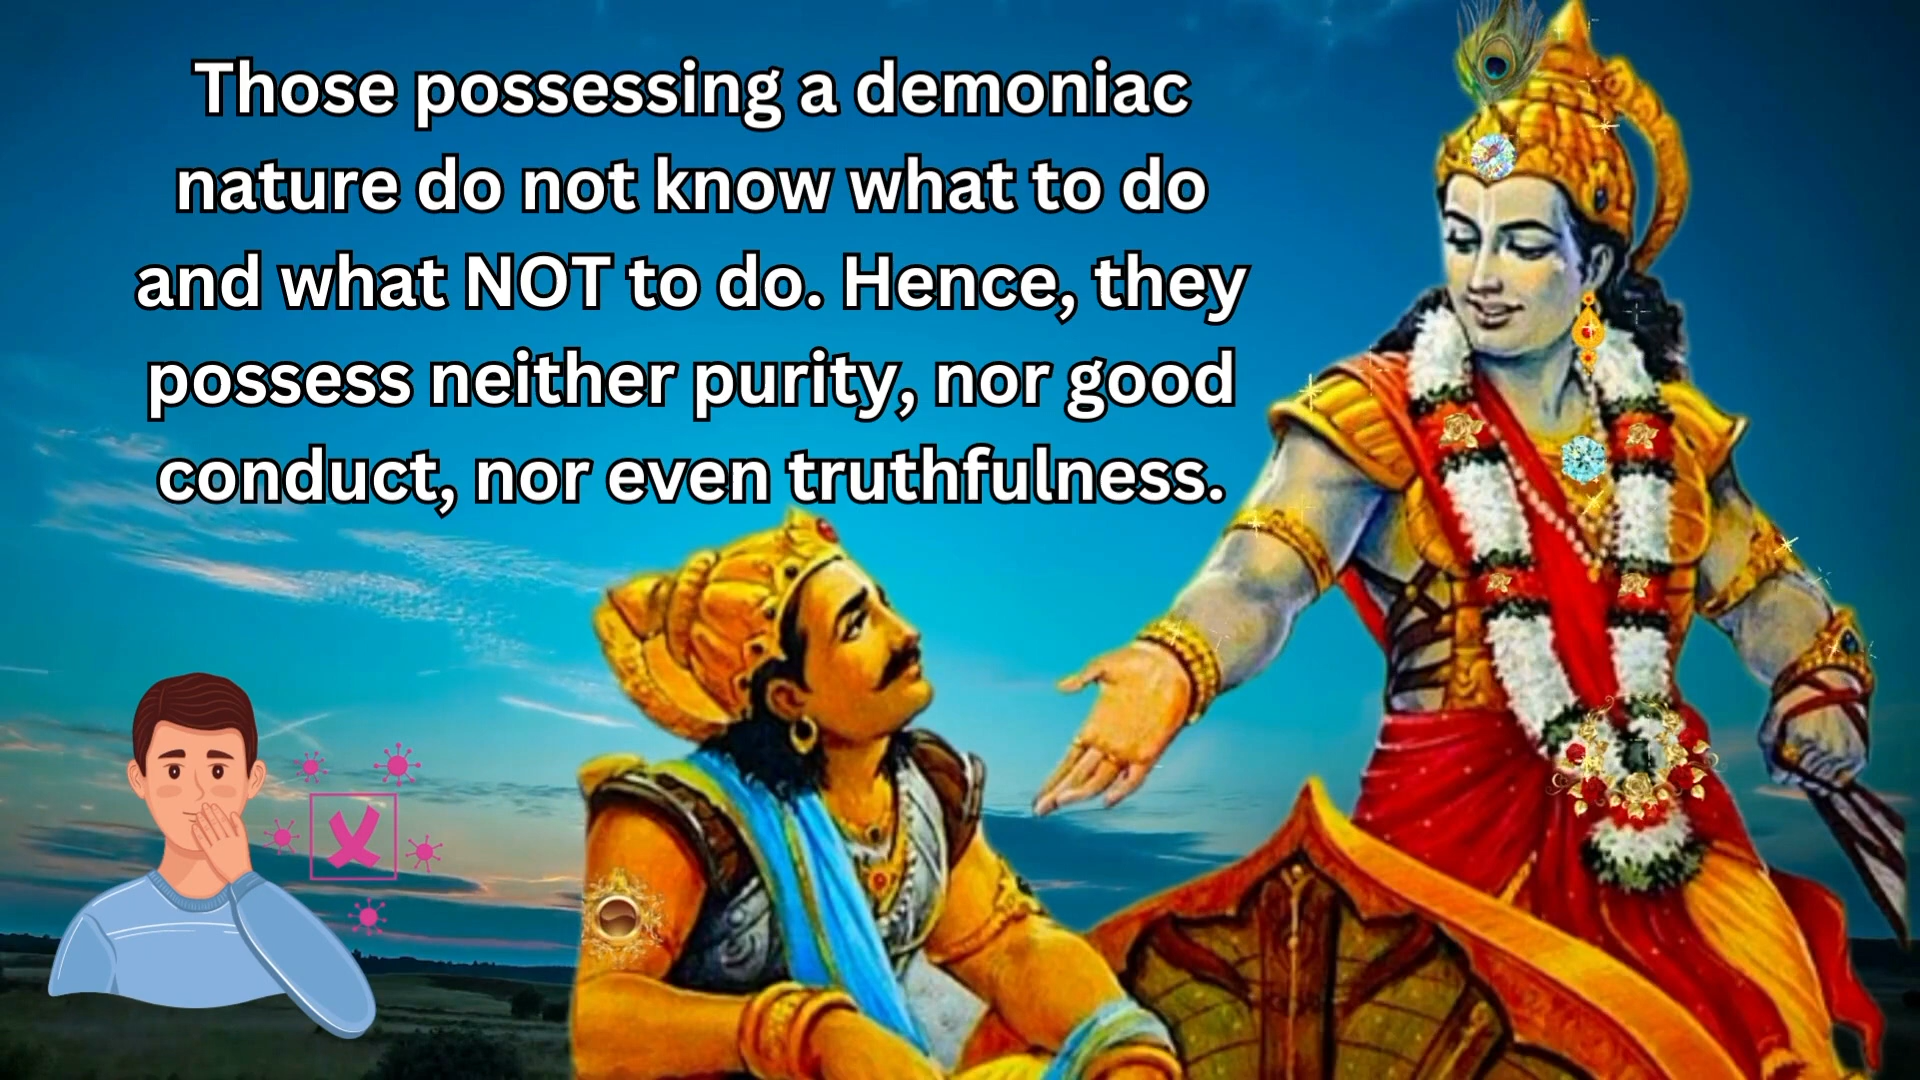 Those possessing a demoniac
nature do not know what to do
and what NOT to do. Hence, they
possess neither purity, nor good
conduct, nor even truthfulness.